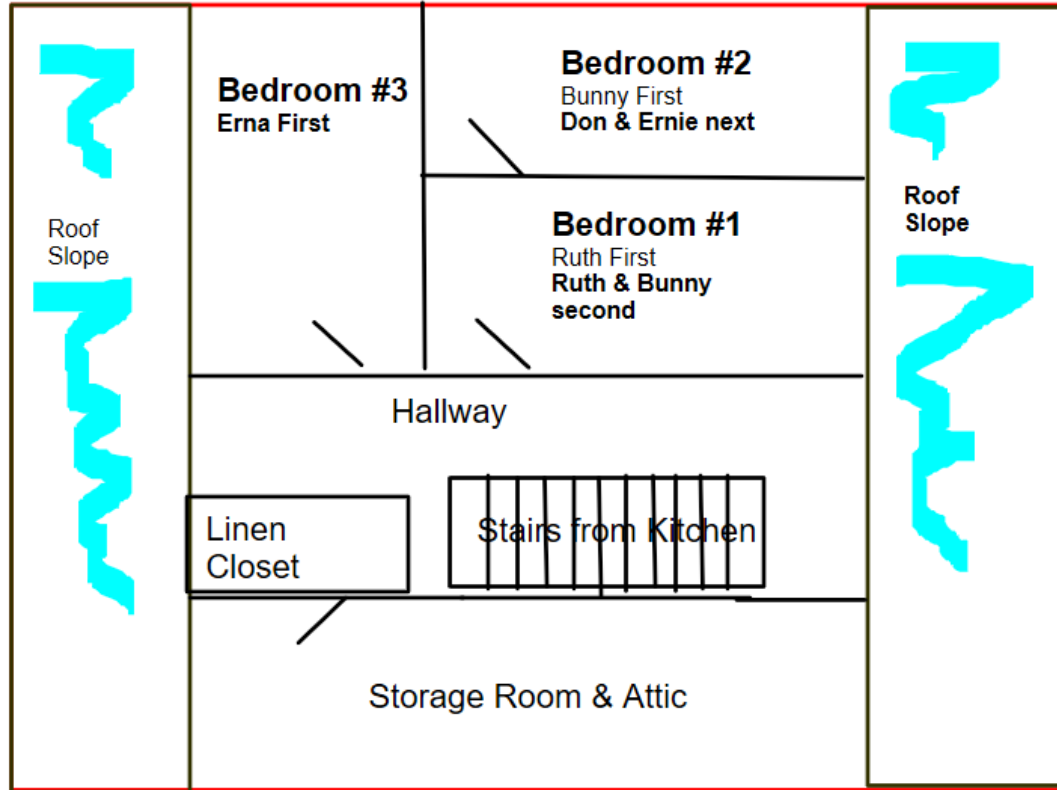 Bedroom #3
Erna First
Bedroom #2
Bunny First
Don & Ernie next
Roof
Slope
Bedroom #1
Ruth First
Ruth & Bunny
second
Roof
Slope
Hallway
Linen
Closet
Stairs from Kitchen
Storage Room & Attic